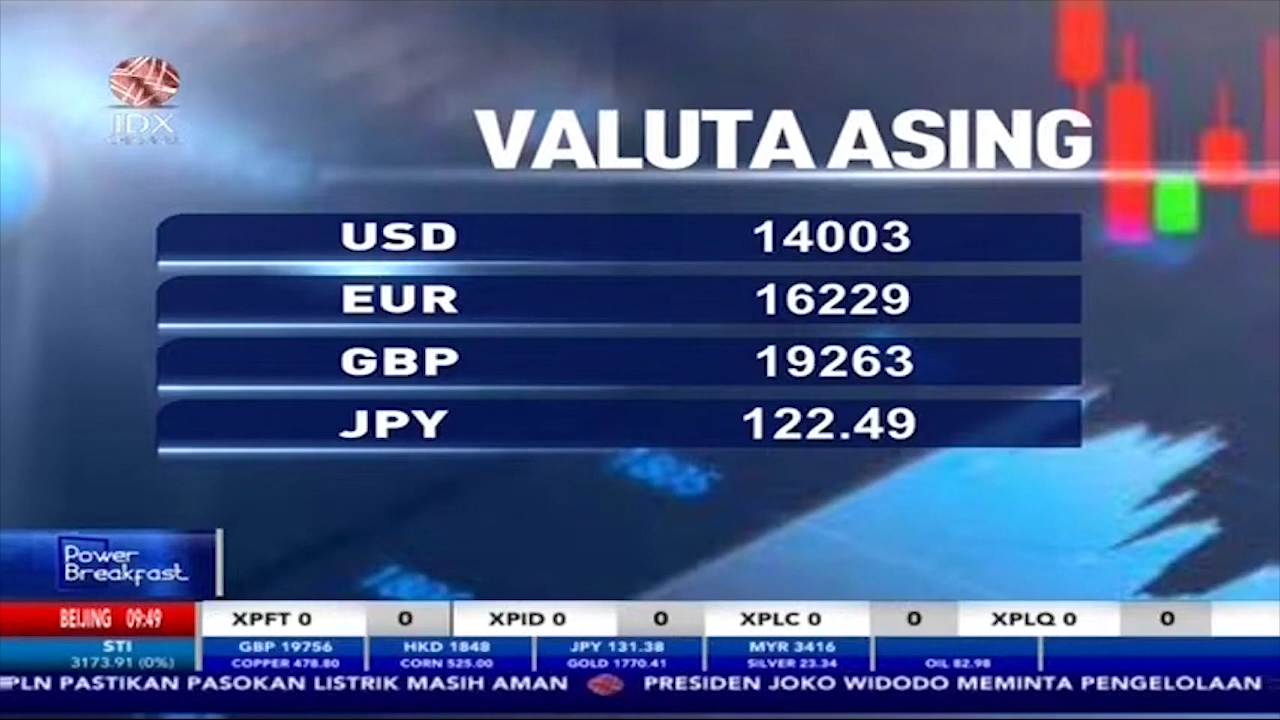 IDX
CHANNEL
VALUTA ASING
USD 14003
EUR 16229
GBP 19263
JPY 122.49
Power
Breakfast
BEIJING 09:49 XPFT 0 0 XPID 0 0 XPLC 0 0 XPLQ 0 0
STI GBP 19756 HKD 1848 JPY 131.38 MYR 3416
3173.91 (0%) COPPER 478.80 CORN 525.00 GOLD 1770.41 SILVER 23.34 OIL 82.98
PLN PASTIKAN PASOKAN LISTRIK MASIH AMAN PRESIDEN JOKO WIDODO MEMINTA PENGELOLAAN